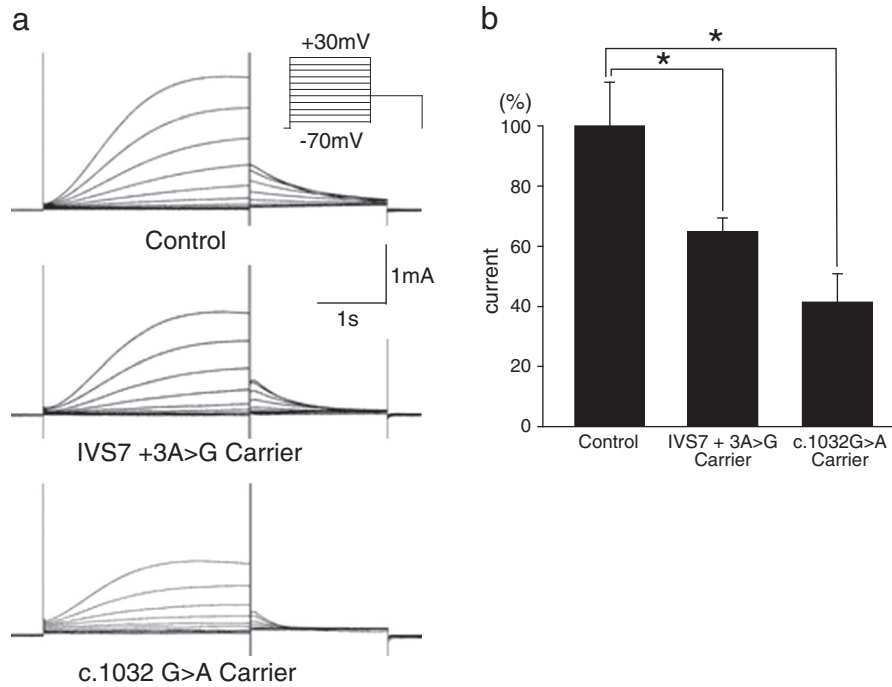 a
+30mV
-70mV
Control
1mA
1s
IVS7 +3A>G Carrier
c.1032 G>A Carrier
b
*
*
(%)
100
80
60
40
20
0
current
Control
IVS7 + 3A>G
Carrier
c.1032G>A
Carrier